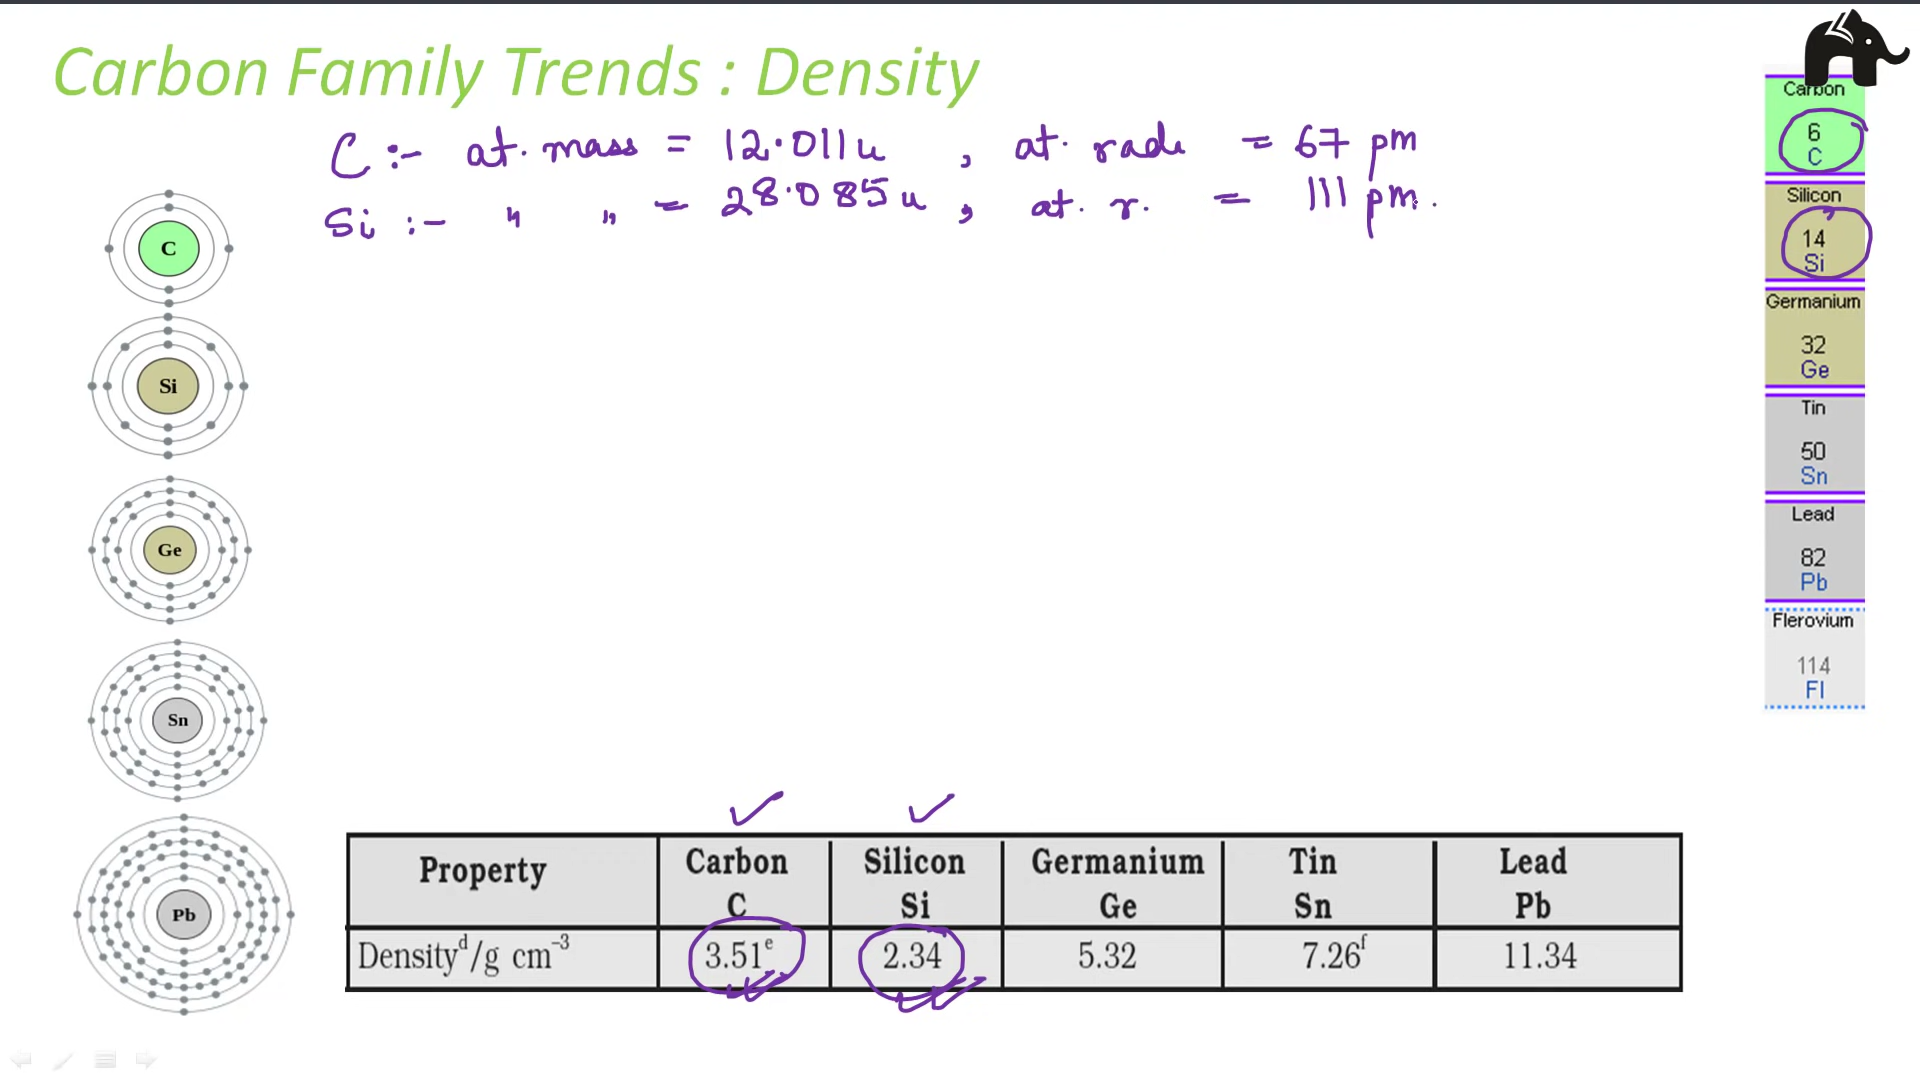 Carbon Family Trends : Density
C :- at. mass = 12.011u , at. radi = 67 pm
Si :- " " = 28.085u , at. r. = 111 pm.
C
Si
Ge
Sn
Pb
Carbon
6
C
Silicon
14
Si
Germanium
32
Ge
Tin
50
Sn
Lead
82
Pb
Flerovium
114
Fl
Property Carbon Silicon Germanium Tin Lead
C Si Ge Sn Pb
Densityᵈ/g cm⁻³ 3.51ᵉ 2.34 5.32 7.26ᶠ 11.34